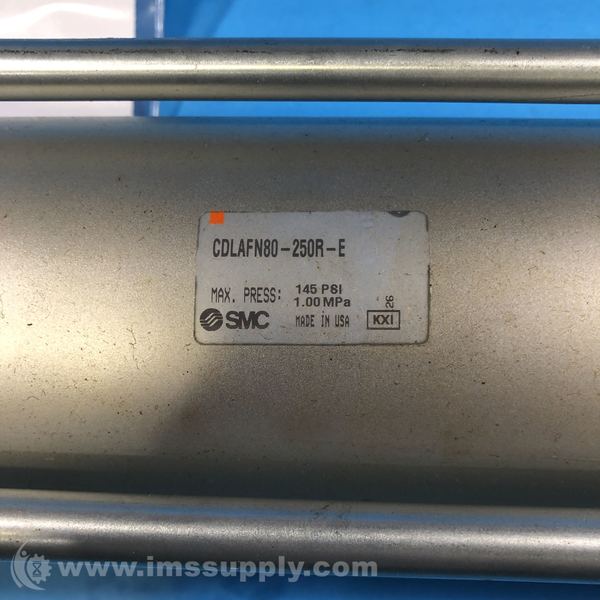 CDLAFN80-250R-E
MAX. PRESS: 145 PSI
1.00 MPa
SMC MADE IN USA KXI 26
www.imssupply.com